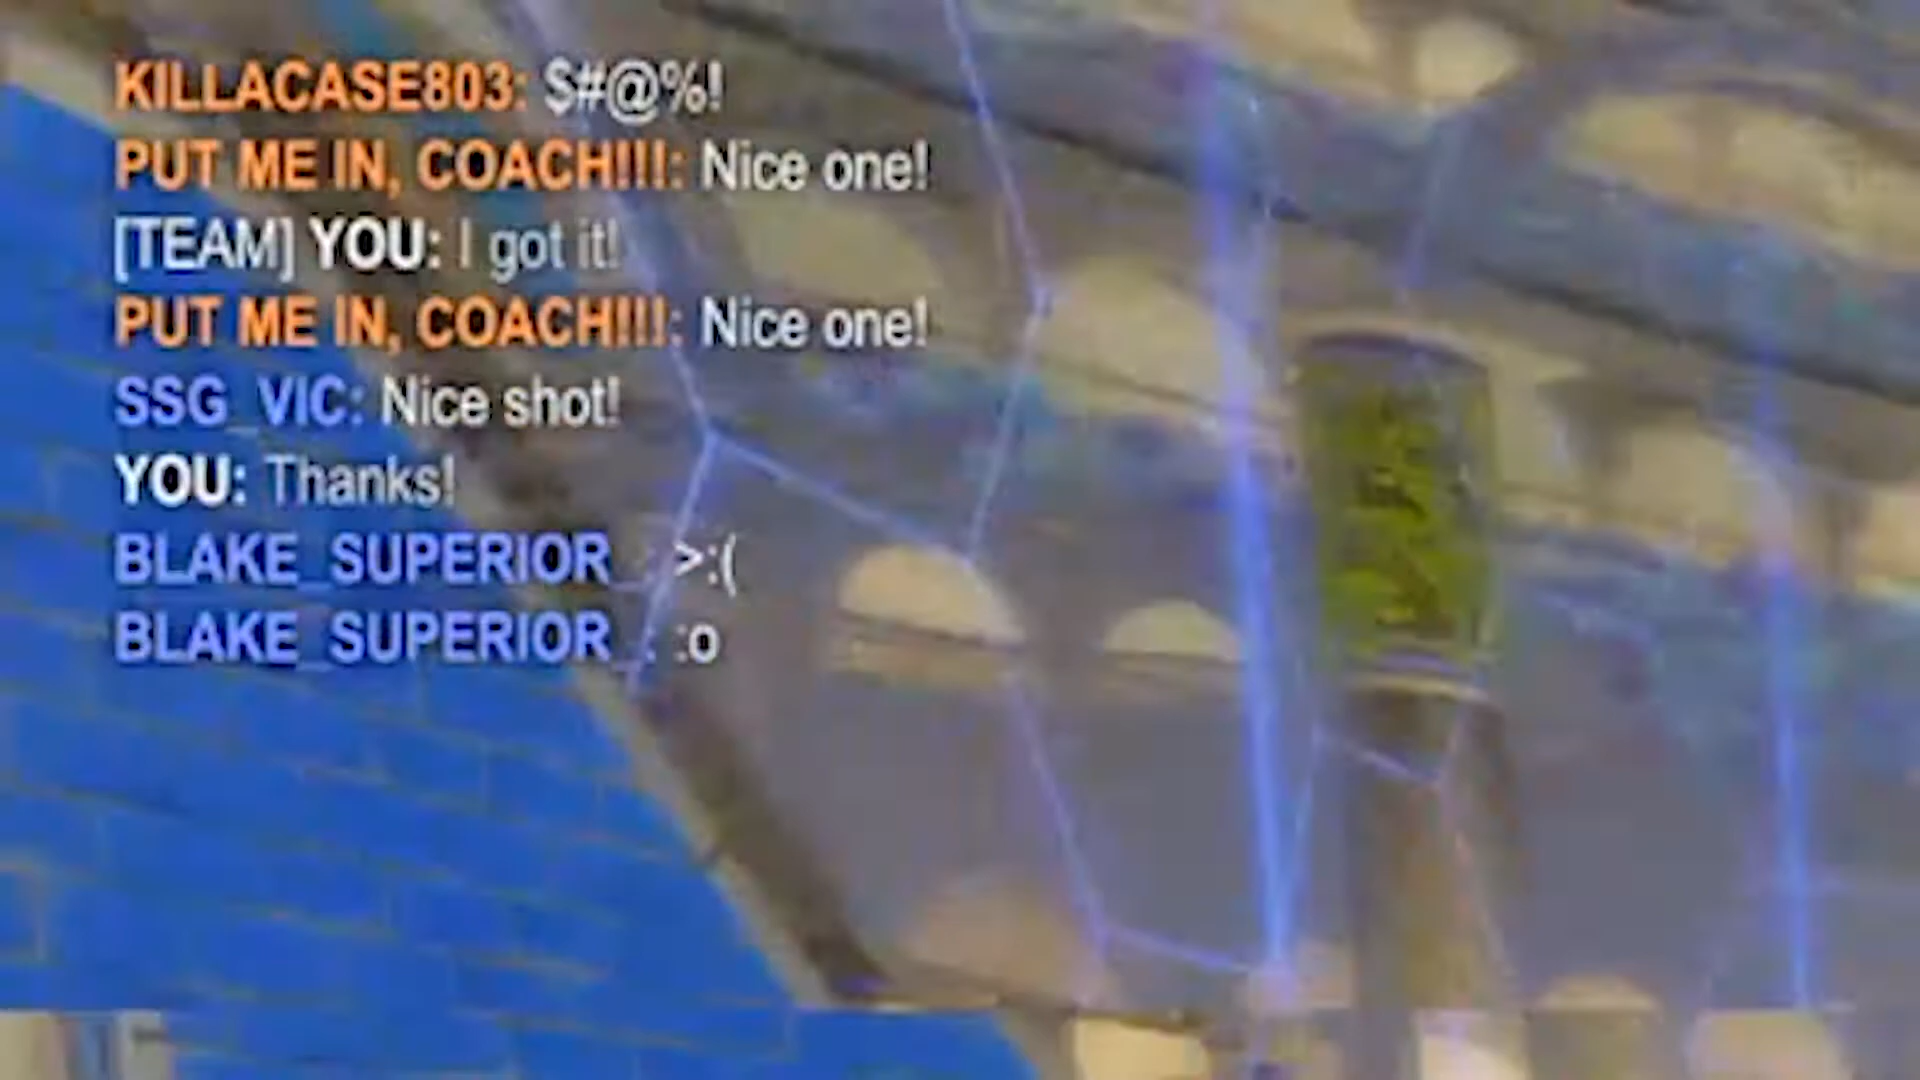 KILLACASE803: $#@%!
PUT ME IN, COACH!!!: Nice one!
[TEAM] YOU: I got it!
PUT ME IN, COACH!!!: Nice one!
SSG_VIC: Nice shot!
YOU: Thanks!
BLAKE_SUPERIOR_: >:(
BLAKE_SUPERIOR_: :o